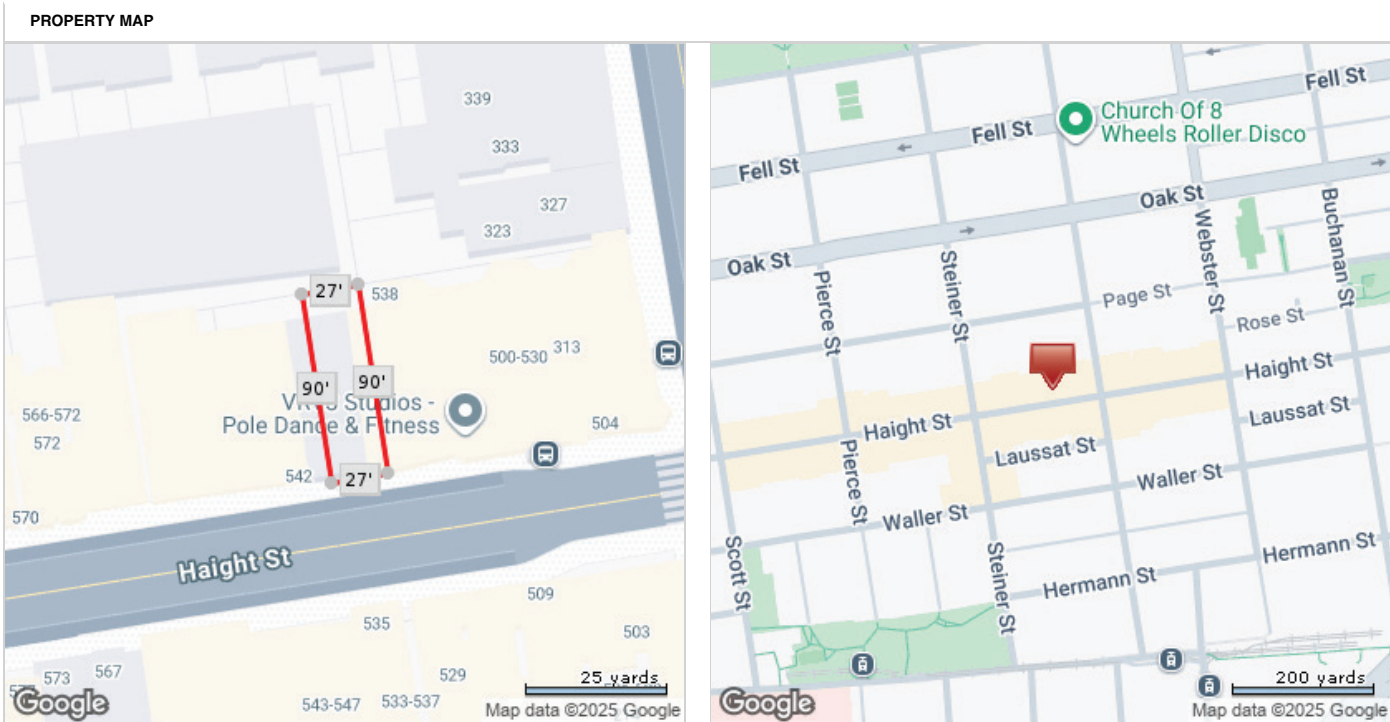 PROPERTY MAP
339
333
327
323
27'
538
500-530
313
90'
90'
VR
Studios -
Pole Dance & Fitness
566-572
572
504
542
27'
570
Haight St
509
535
503
529
573
567
543-547
533-537
25 yards
Google
Map data ©2025 Google
Fell St
Church Of 8
Wheels Roller Disco
Fell St
Fell St
Oak St
Oak St
Buchanan St
Webster St
Steiner St
Pierce St
Page St
Rose St
Haight St
Haight St
Laussat St
Laussat St
Pierce St
Waller St
Waller St
Scott St
Steiner St
Hermann St
Hermann St
200 yards
Google
Map data ©2025 Google